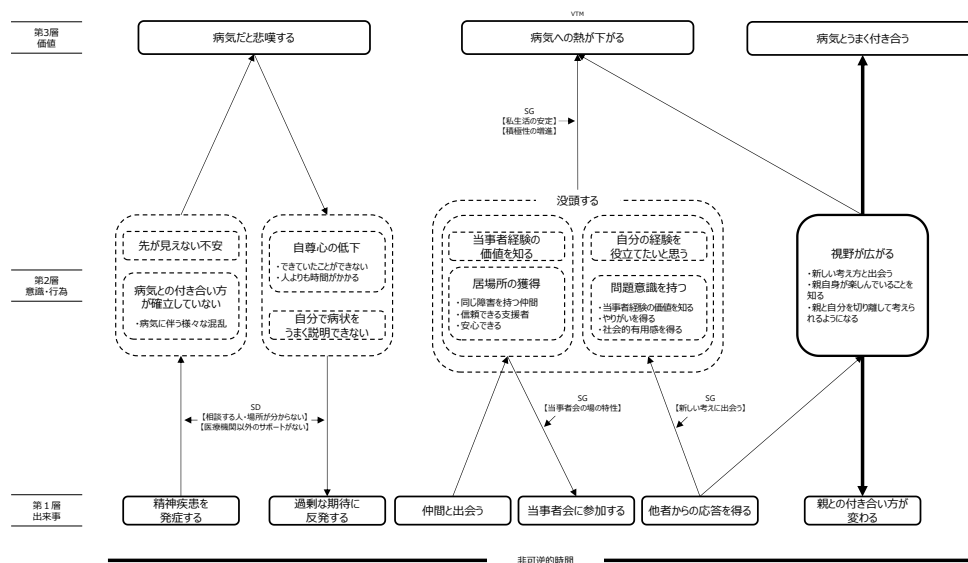 VTM
第3層
価値
病気だと悲嘆する
病気への熱が下がる
病気とうまく付き合う
SG
【私生活の安定】
【積極性の増進】
没頭する
第2層
意識・行為
先が見えない不安
病気との付き合い方
が確立していない
・病気に伴う様々な混乱
自尊心の低下
・できていたことができない
・人よりも時間がかかる
自分で病状を
うまく説明できない
当事者経験の
価値を知る
居場所の獲得
・同じ障害を持つ仲間
・信頼できる支援者
・安心できる
自分の経験を
役立てたいと思う
問題意識を持つ
・当事者経験の価値を知る
・やりがいを得る
・社会的有用感を得る
視野が広がる
・新しい考え方と出会う
・親自身が楽しんでいることを
知る
・親と自分を切り離して考えら
れるようになる
SD
【相談する人・場所が分からない】
【医療機関以外のサポートがない】
SG
【当事者会の場の特性】
SG
【新しい考えに出会う】
第1層
出来事
精神疾患を
発症する
過剰な期待に
反発する
仲間と出会う
当事者会に参加する
他者からの応答を得る
親との付き合い方が
変わる
非可逆的時間